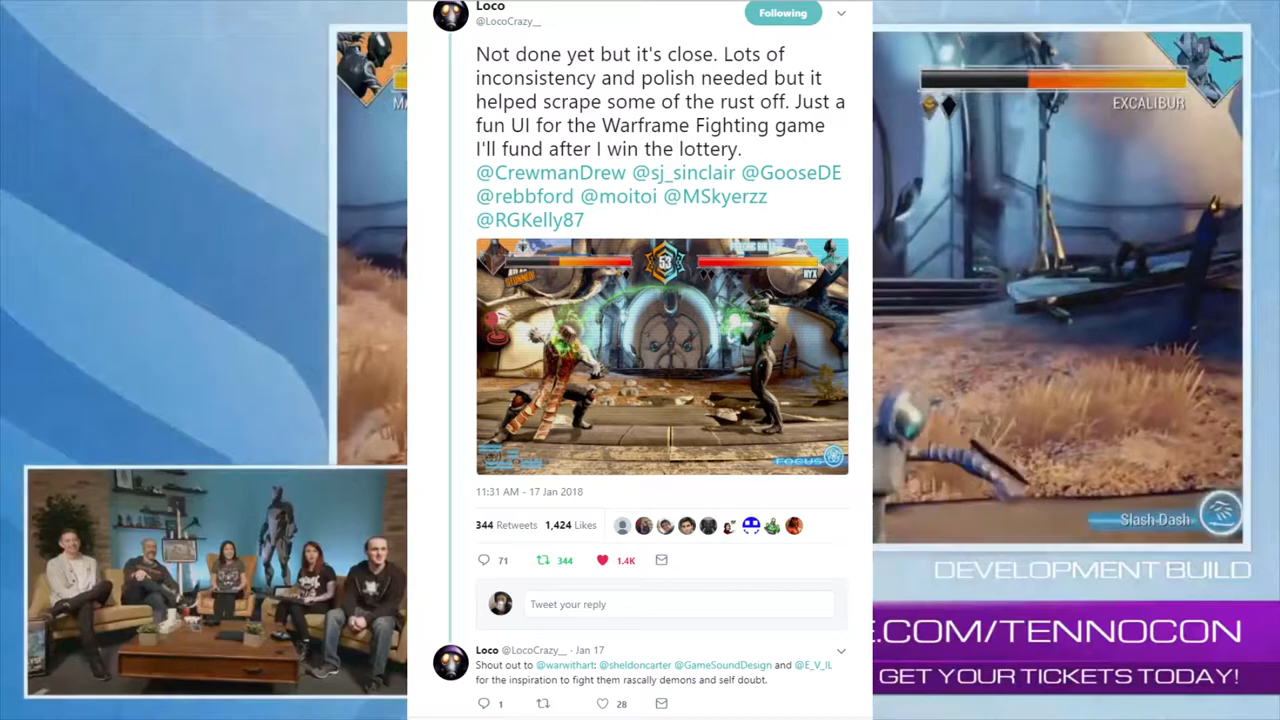 Loco
@LocoCrazy__
Following
Not done yet but it's close. Lots of
inconsistency and polish needed but it
helped scrape some of the rust off. Just a
fun UI for the Warframe Fighting game
I'll fund after I win the lottery.
@CrewmanDrew @sj_sinclair @GooseDE
@rebbford @moitoi @MSkyerzz
@RGKelly87
53
NYX
STUNNED!
FOCUS
11:31 AM - 17 Jan 2018
344 Retweets 1,424 Likes
71 344 1.4K
Tweet your reply
Loco @LocoCrazy__ · Jan 17
Shout out to @warwithart: @sheldoncarter @GameSoundDesign and @E_V_IL
for the inspiration to fight them rascally demons and self doubt.
1 28
EXCALIBUR
Slash Dash
DEVELOPMENT BUILD
E.COM/TENNOCON
GET YOUR TICKETS TODAY!